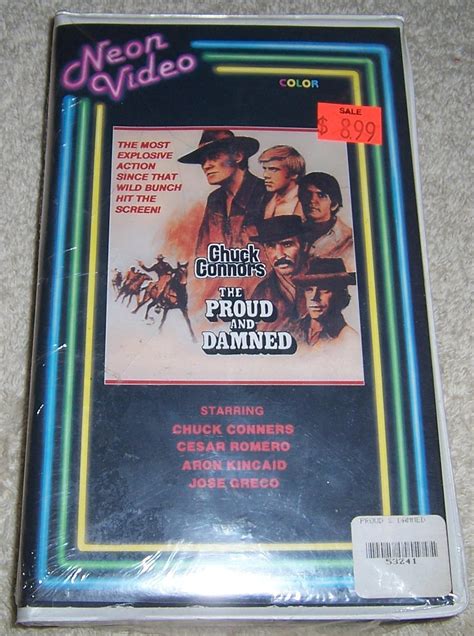 Neon
Video
COLOR
SALE
$ 8.99
THE MOST
EXPLOSIVE
ACTION
SINCE THAT
WILD BUNCH
HIT THE
SCREEN!
Chuck
Connors
THE
PROUD
AND
DAMNED
STARRING
CHUCK CONNERS
CESAR ROMERO
ARON KINCAID
JOSE GRECO
PROUD & DAMNED
53241